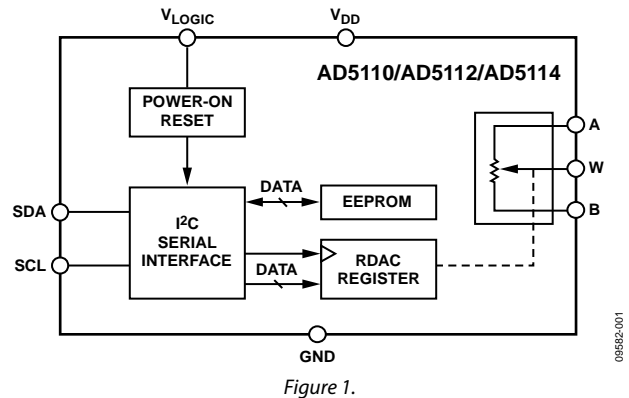 VLOGIC
VDD
AD5110/AD5112/AD5114
POWER-ON
RESET
A
W
B
SDA
SCL
I2C
SERIAL
INTERFACE
DATA
EEPROM
DATA
RDAC
REGISTER
GND
09582-001
Figure 1.